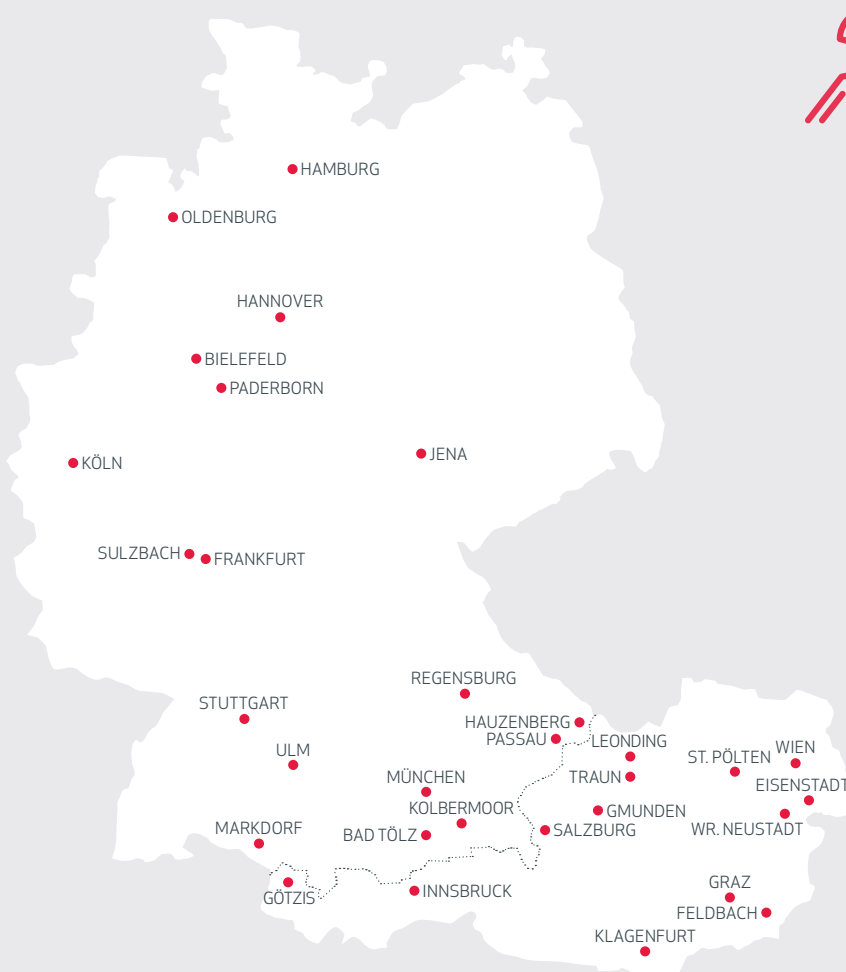 HAMBURG
OLDENBURG
HANNOVER
BIELEFELD
PADERBORN
JENA
KÖLN
SULZBACH
FRANKFURT
REGENSBURG
STUTTGART
HAUZENBERG
PASSAU
LEONDING
WIEN
ULM
ST. PÖLTEN
MÜNCHEN
TRAUN
EISENSTADT
KOLBERMOOR
GMUNDEN
MARKDORF
BAD TÖLZ
SALZBURG
WR. NEUSTADT
GRAZ
INNSBRUCK
GÖTZIS
FELDBACH
KLAGENFURT